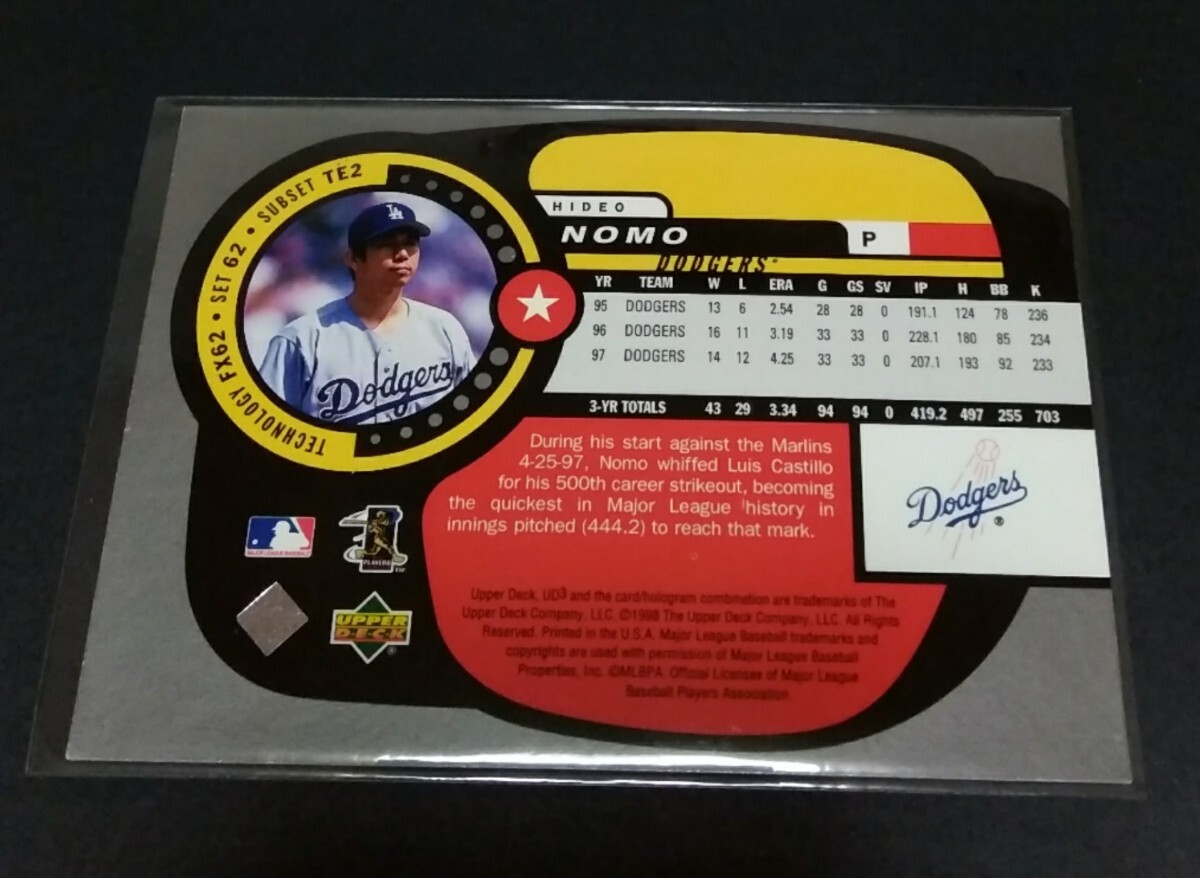 TECHNOLOGY FX62 • SET 62 • SUBSET TE2
LA
Dodgers
HIDEO
NOMO P
DODGERS
YR TEAM W L ERA G GS SV IP H BB K
95 DODGERS 13 6 2.54 28 28 0 191.1 124 78 236
96 DODGERS 16 11 3.19 33 33 0 228.1 180 85 234
97 DODGERS 14 12 4.25 33 33 0 207.1 193 92 233
3-YR TOTALS 43 29 3.34 94 94 0 419.2 497 255 703
During his start against the Marlins
4-25-97, Nomo whiffed Luis Castillo
for his 500th career strikeout, becoming
the quickest in Major League history in
innings pitched (444.2) to reach that mark.
Dodgers ®
MAJOR LEAGUE BASEBALL
PLAYERS
UPPER
DECK ®
Upper Deck, UD3 and the card/hologram combination are trademarks of The
Upper Deck Company, LLC. ©1998 The Upper Deck Company, LLC. All Rights
Reserved. Printed in the U.S.A. Major League Baseball trademarks and
copyrights are used with permission of Major League Baseball
Properties, Inc. ©MLBPA. Official Licensee of Major League
Baseball Players Association.